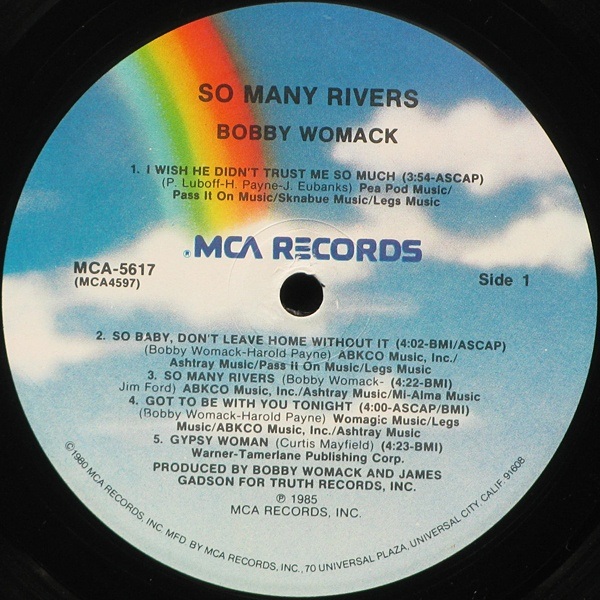 SO MANY RIVERS
BOBBY WOMACK
1. I WISH HE DIDN'T TRUST ME SO MUCH (3:54-ASCAP)
(P. Luboff-H. Payne-J. Eubanks) Pea Pod Music/
Pass It On Music/Sknabue Music/Legs Music
® MCA RECORDS
MCA-5617
(MCA4597)
Side 1
2. SO BABY, DON'T LEAVE HOME WITHOUT IT (4:02-BMI/ASCAP)
(Bobby Womack-Harold Payne) ABKCO Music, Inc./
Ashtray Music/Pass it On Music/Legs Music
3. SO MANY RIVERS (Bobby Womack- (4:22-BMI)
Jim Ford) ABKCO Music, Inc./Ashtray Music/Mi-Alma Music
4. GOT TO BE WITH YOU TONIGHT (4:00-ASCAP/BMI)
(Bobby Womack-Harold Payne) Womagic Music/Legs
Music/ABKCO Music, Inc./Ashtray Music
5. GYPSY WOMAN (Curtis Mayfield) (4:23-BMI)
Warner-Tamerlane Publishing Corp.
PRODUCED BY BOBBY WOMACK AND JAMES
GADSON FOR TRUTH RECORDS, INC.
℗ 1985
MCA RECORDS, INC.
©1980 MCA RECORDS, INC. MFD. BY MCA RECORDS, INC., 70 UNIVERSAL PLAZA, UNIVERSAL CITY, CALIF. 91608